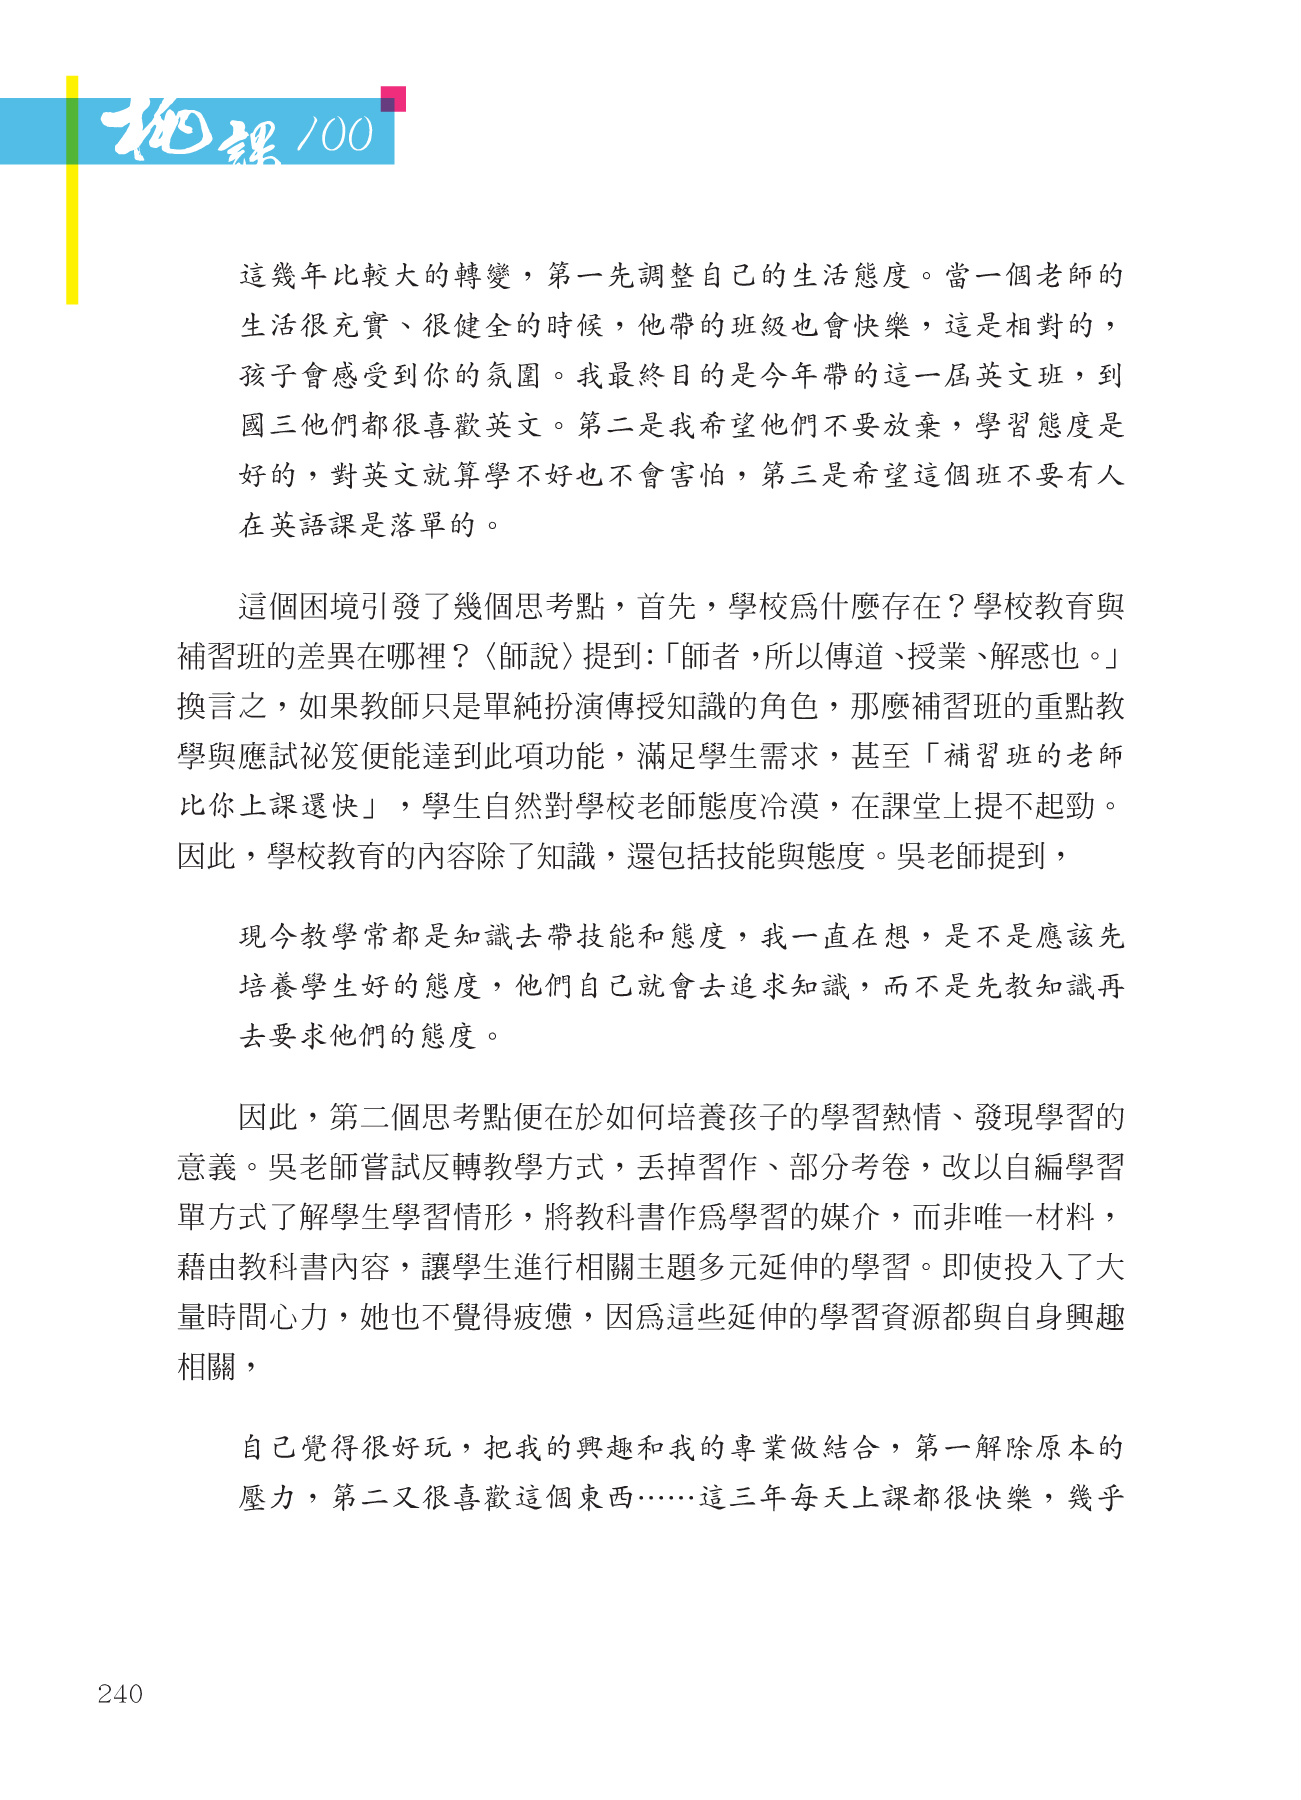 桃課100
這幾年比較大的轉變，第一先調整自己的生活態度。當一個老師的
生活很充實、很健全的時候，他帶的班級也會快樂，這是相對的，
孩子會感受到你的氛圍。我最終目的是今年帶的這一屆英文班，到
國三他們都很喜歡英文。第二是我希望他們不要放棄，學習態度是
好的，對英文就算學不好也不會害怕，第三是希望這個班不要有人
在英語課是落單的。
這個困境引發了幾個思考點，首先，學校為什麼存在？學校教育與
補習班的差異在哪裡？〈師說〉提到：「師者，所以傳道、授業、解惑也。」
換言之，如果教師只是單純扮演傳授知識的角色，那麼補習班的重點教
學與應試祕笈便能達到此項功能，滿足學生需求，甚至「補習班的老師
比你上課還快」，學生自然對學校老師態度冷漠，在課堂上提不起勁。
因此，學校教育的內容除了知識，還包括技能與態度。吳老師提到，
現今教學常都是知識去帶技能和態度，我一直在想，是不是應該先
培養學生好的態度，他們自己就會去追求知識，而不是先教知識再
去要求他們的態度。
因此，第二個思考點便在於如何培養孩子的學習熱情、發現學習的
意義。吳老師嘗試反轉教學方式，丟掉習作、部分考卷，改以自編學習
單方式了解學生學習情形，將教科書作為學習的媒介，而非唯一材料，
藉由教科書內容，讓學生進行相關主題多元延伸的學習。即使投入了大
量時間心力，她也不覺得疲憊，因為這些延伸的學習資源都與自身興趣
相關，
自己覺得很好玩，把我的興趣和我的專業做結合，第一解除原本的
壓力，第二又很喜歡這個東西……這三年每天上課都很快樂，幾乎
240